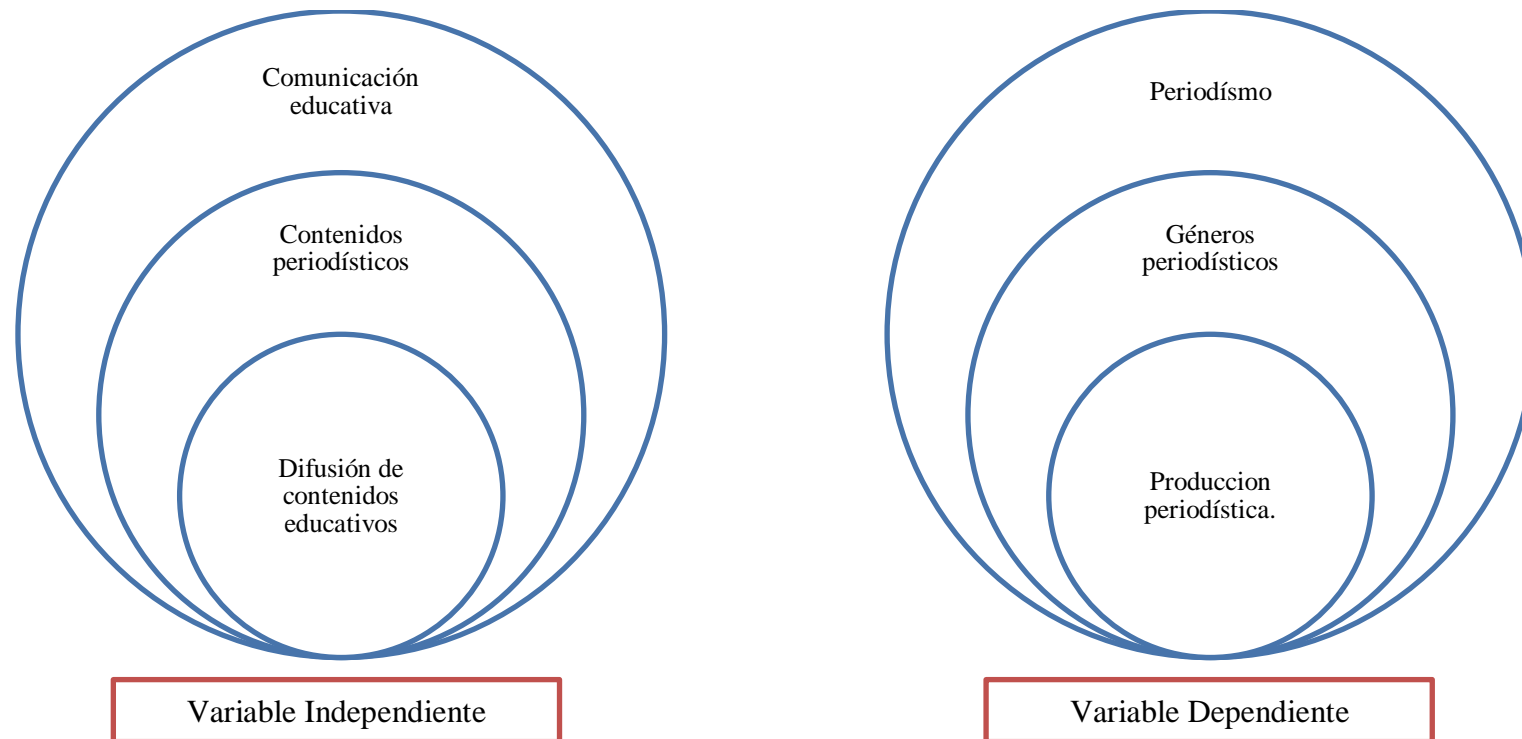 Comunicación
educativa
Contenidos
periodísticos
Difusión de
contenidos
educativos
Variable Independiente
Periodísmo
Géneros
periodísticos
Produccion
periodística.
Variable Dependiente